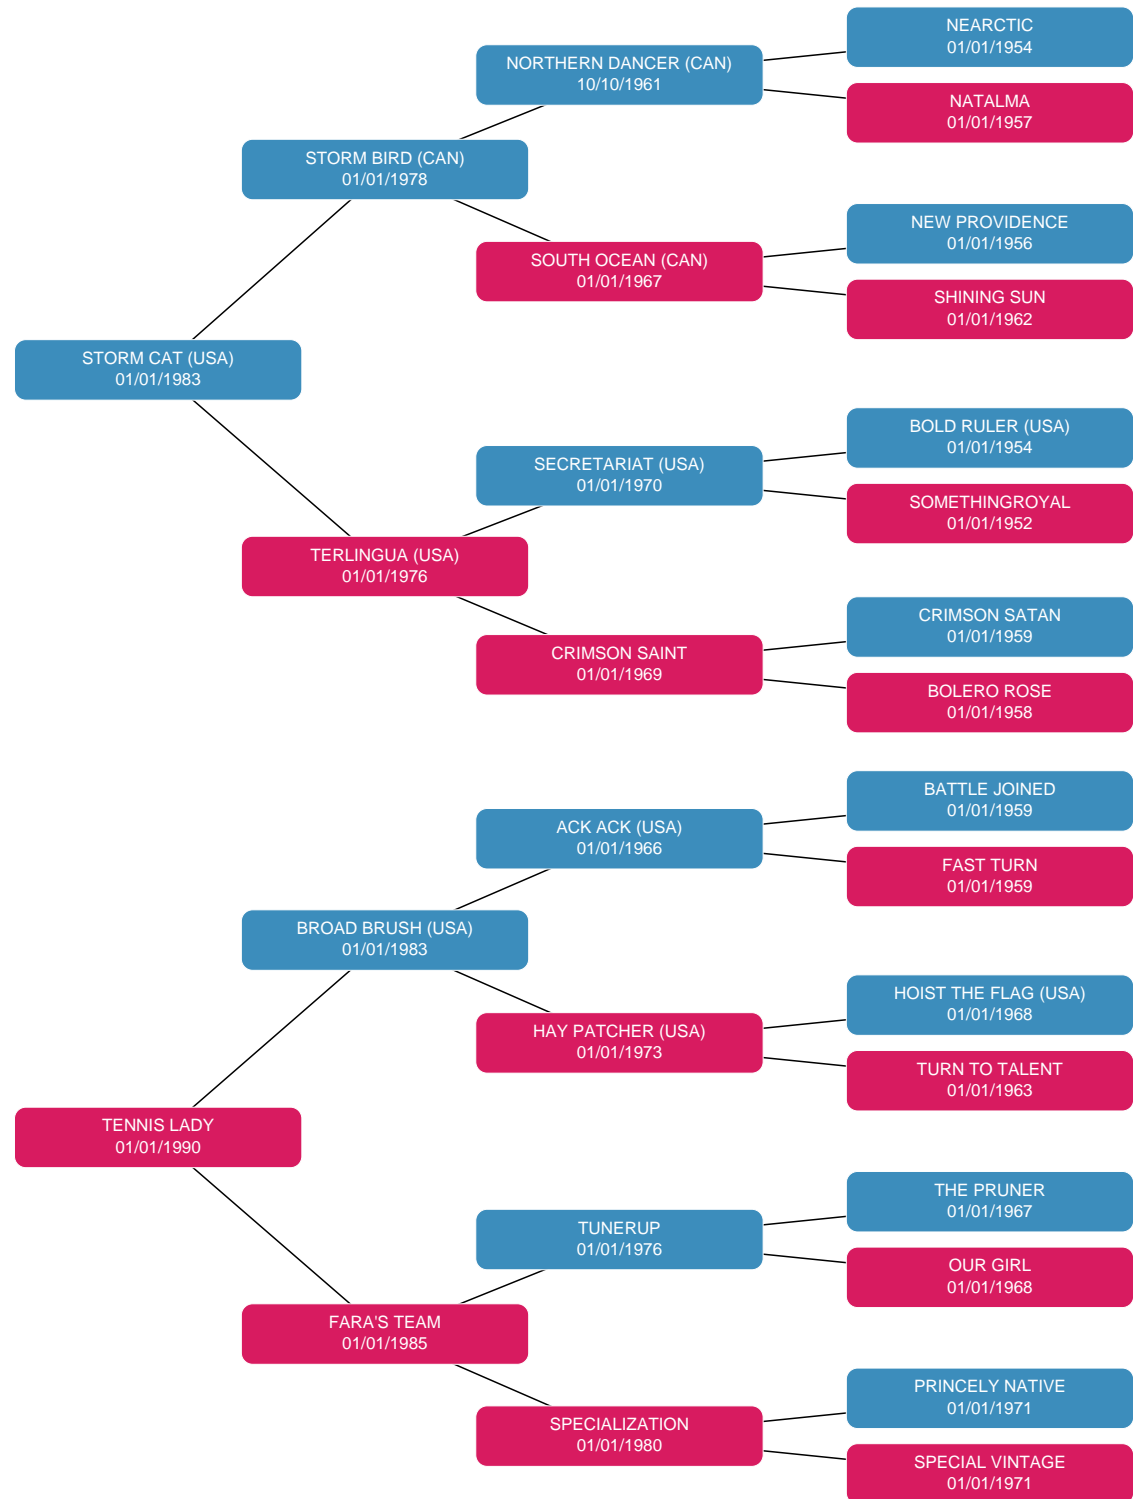 NEARCTIC
01/01/1954
NORTHERN DANCER (CAN)
10/10/1961
NATALMA
01/01/1957
STORM BIRD (CAN)
01/01/1978
NEW PROVIDENCE
01/01/1956
SOUTH OCEAN (CAN)
01/01/1967
SHINING SUN
01/01/1962
STORM CAT (USA)
01/01/1983
BOLD RULER (USA)
01/01/1954
SECRETARIAT (USA)
01/01/1970
SOMETHINGROYAL
01/01/1952
TERLINGUA (USA)
01/01/1976
CRIMSON SATAN
01/01/1959
CRIMSON SAINT
01/01/1969
BOLERO ROSE
01/01/1958
BATTLE JOINED
01/01/1959
ACK ACK (USA)
01/01/1966
FAST TURN
01/01/1959
BROAD BRUSH (USA)
01/01/1983
HOIST THE FLAG (USA)
01/01/1968
HAY PATCHER (USA)
01/01/1973
TURN TO TALENT
01/01/1963
TENNIS LADY
01/01/1990
THE PRUNER
01/01/1967
TUNERUP
01/01/1976
OUR GIRL
01/01/1968
FARA'S TEAM
01/01/1985
PRINCELY NATIVE
01/01/1971
SPECIALIZATION
01/01/1980
SPECIAL VINTAGE
01/01/1971